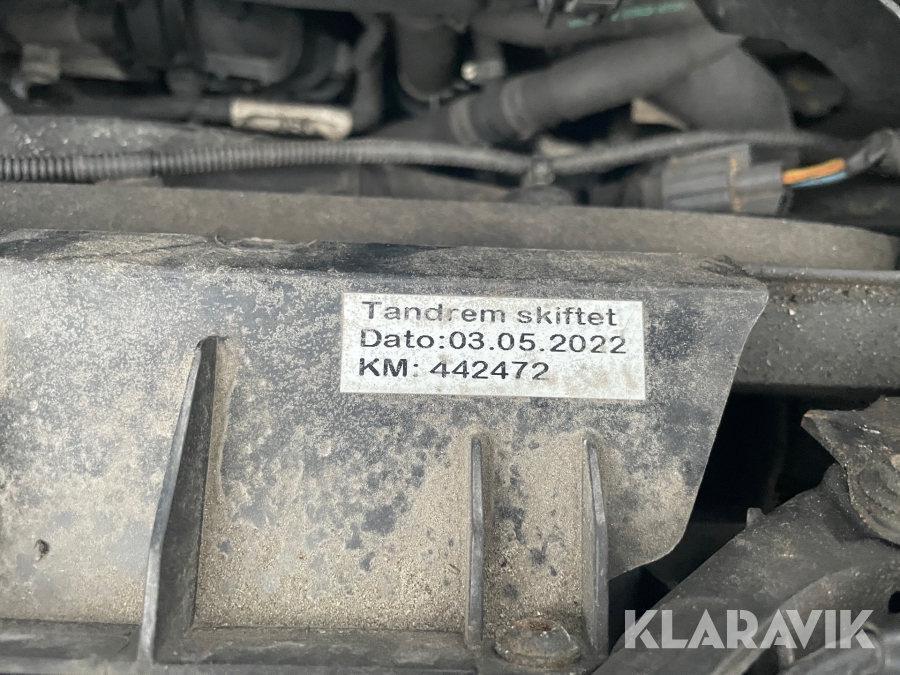 Tandrem skiftet
Dato:03.05.2022
KM: 442472
KLARAVIK